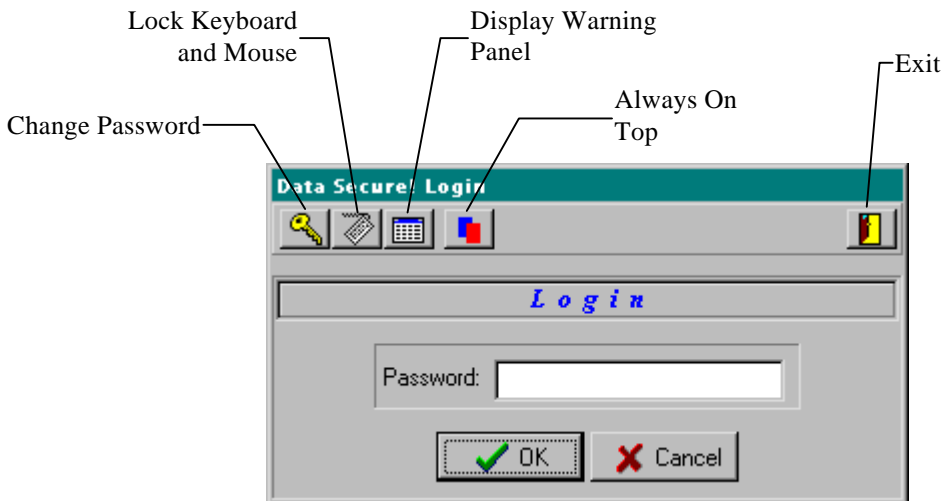 Lock Keyboard
and Mouse
Display Warning
Panel
Exit
Always On
Top
Change Password
Data Secure! Login
Login
Password:
OK
Cancel